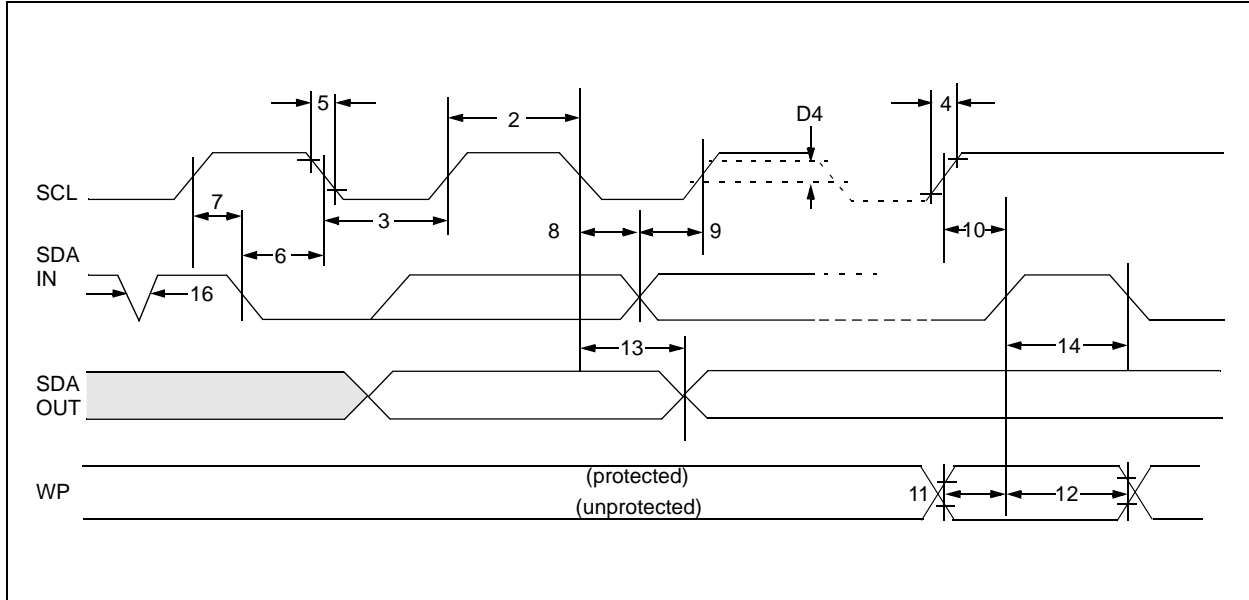 5
2
D4
4
SCL
7
3
8
9
10
SDA
IN
6
16
13
14
SDA
OUT
WP
(protected)
(unprotected)
11
12